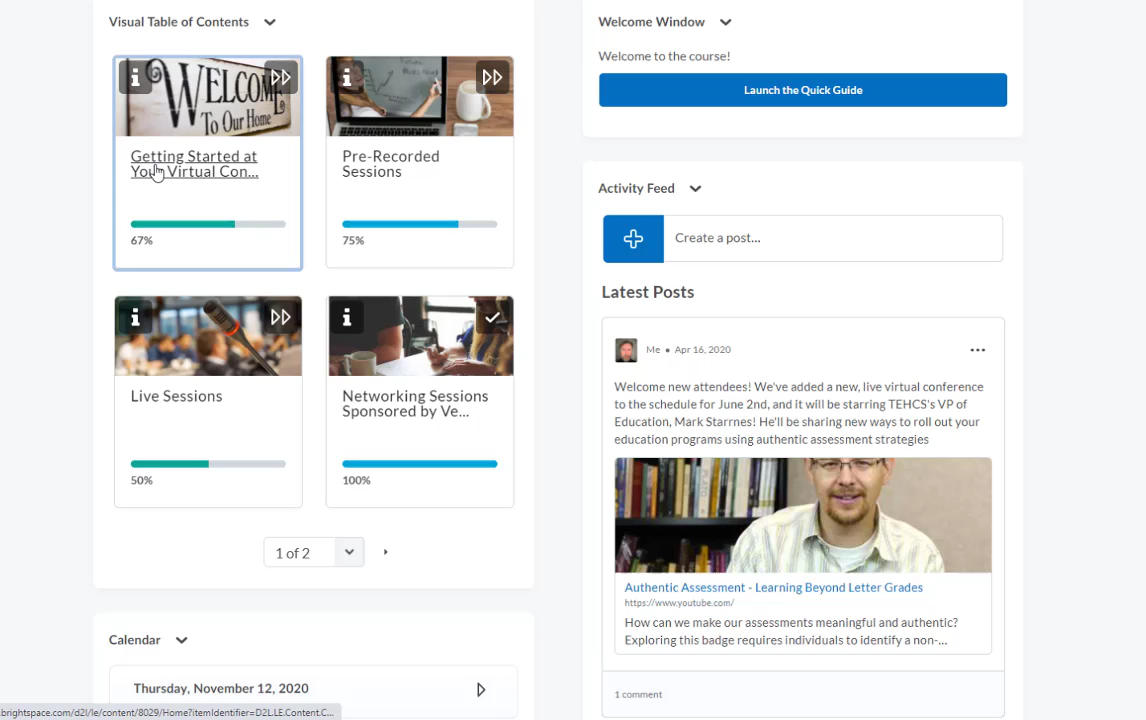 Visual Table of Contents
WELCOME
To Our Home
Getting Started at
Your Virtual Con...
67%
Pre-Recorded
Sessions
75%
Live Sessions
50%
Networking Sessions
Sponsored by Ve...
100%
1 of 2
Calendar
Thursday, November 12, 2020
Welcome Window
Welcome to the course!
Launch the Quick Guide
Activity Feed
Create a post...
Latest Posts
Me • Apr 16, 2020
Welcome new attendees! We've added a new, live virtual conference
to the schedule for June 2nd, and it will be starring TEHCS's VP of
Education, Mark Starrnes! He'll be sharing new ways to roll out your
education programs using authentic assessment strategies
PLATO
Authentic Assessment - Learning Beyond Letter Grades
https://www.youtube.com/
How can we make our assessments meaningful and authentic?
Exploring this badge requires individuals to identify a non-...
1 comment
.brightspace.com/d2l/le/content/8029/Home?itemIdentifier=D2L.LE.Content.C...